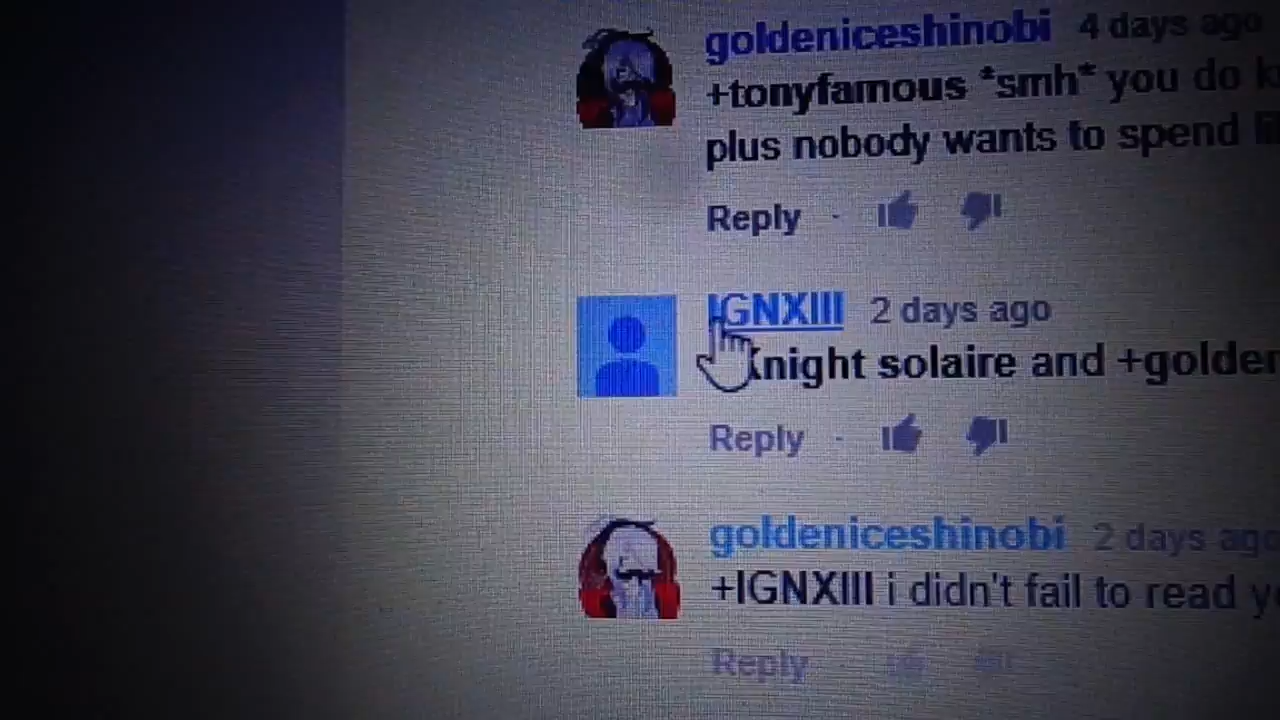 goldeniceshinobi 4 days ago
+tonyfamous *smh* you do
plus nobody wants to spend
Reply
IGNXIII 2 days ago
night solaire and +golden
Reply
goldeniceshinobi 2 days ago
+IGNXIII i didn't fail to read
Reply